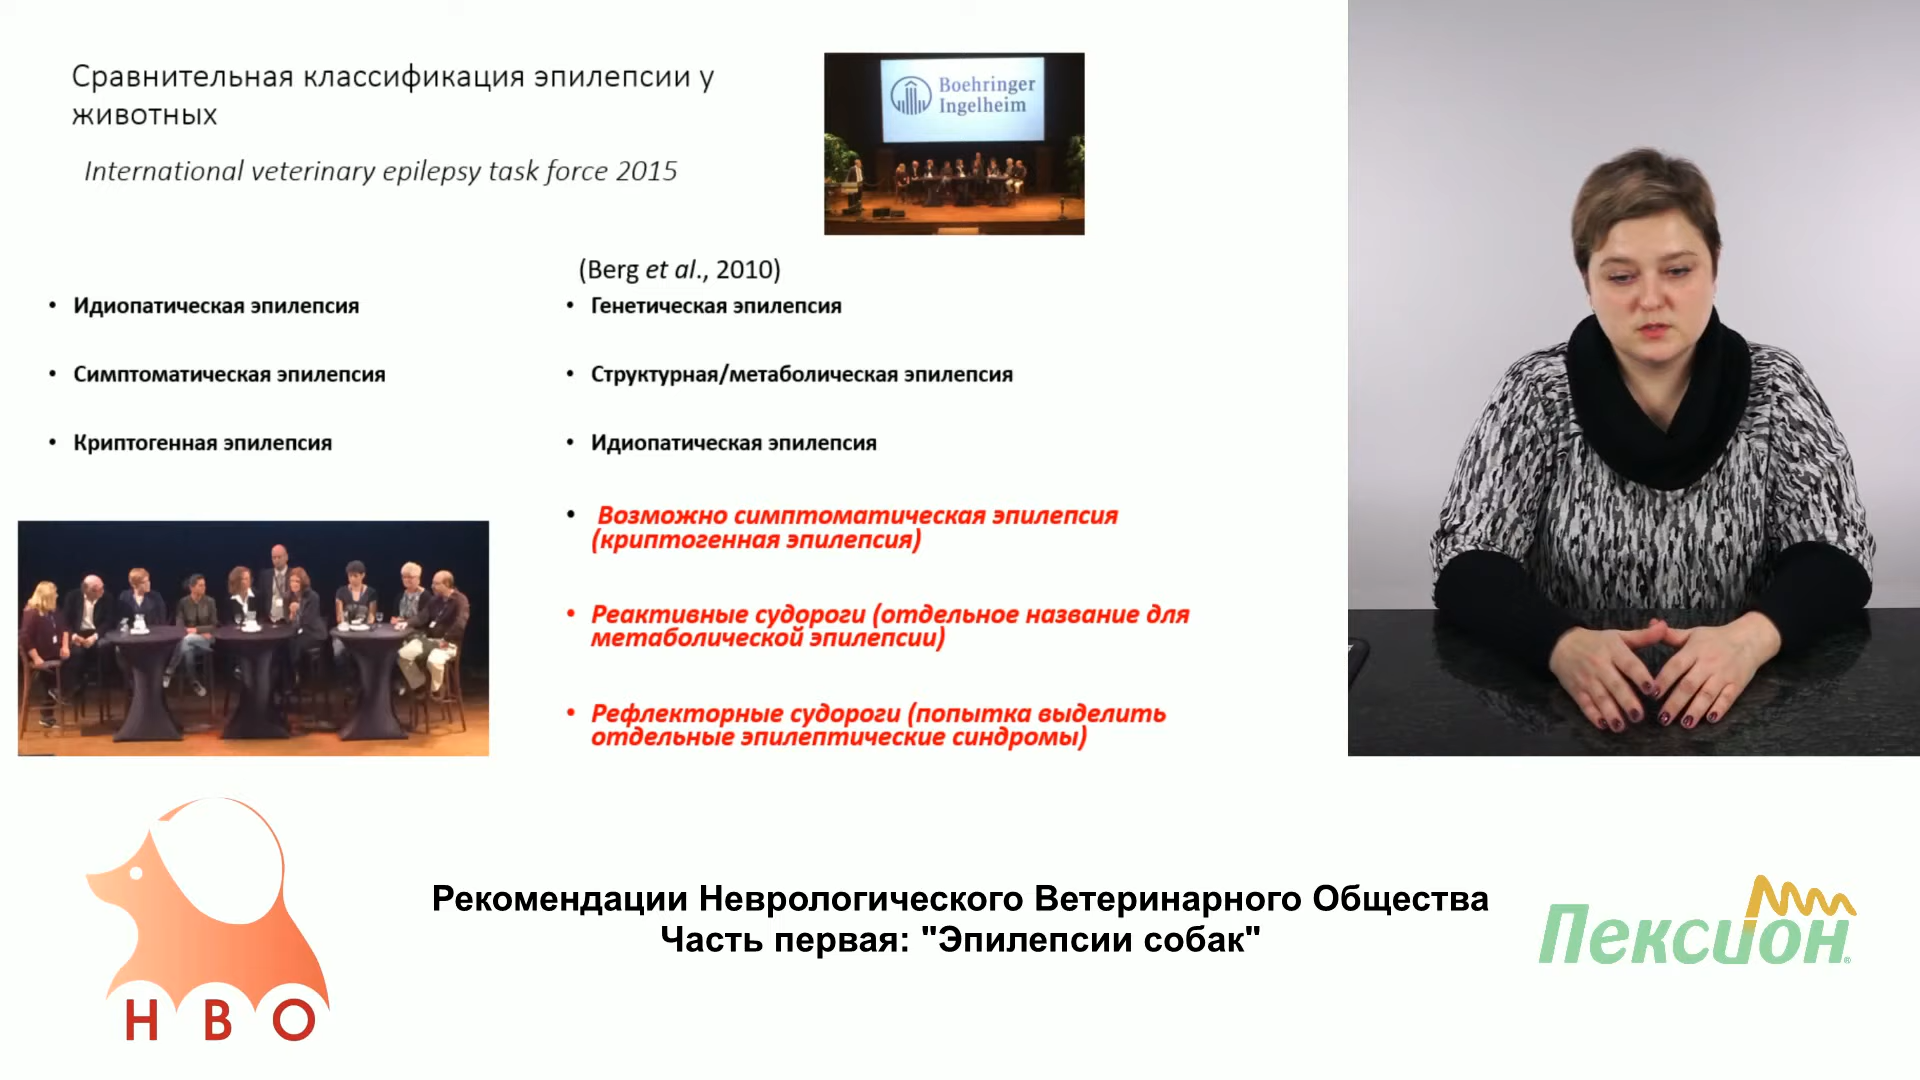 Сравнительная классификация эпилепсии у
животных
International veterinary epilepsy task force 2015
Boehringer
Ingelheim
(Berg et al., 2010)
• Идиопатическая эпилепсия
• Симптоматическая эпилепсия
• Криптогенная эпилепсия
• Генетическая эпилепсия
• Структурная/метаболическая эпилепсия
• Идиопатическая эпилепсия
• Возможно симптоматическая эпилепсия
(криптогенная эпилепсия)
• Реактивные судороги (отдельное название для
метаболической эпилепсии)
• Рефлекторные судороги (попытка выделить
отдельные эпилептические синдромы)
НВО
Рекомендации Неврологического Ветеринарного Общества
Часть первая: "Эпилепсии собак"
Пексион®